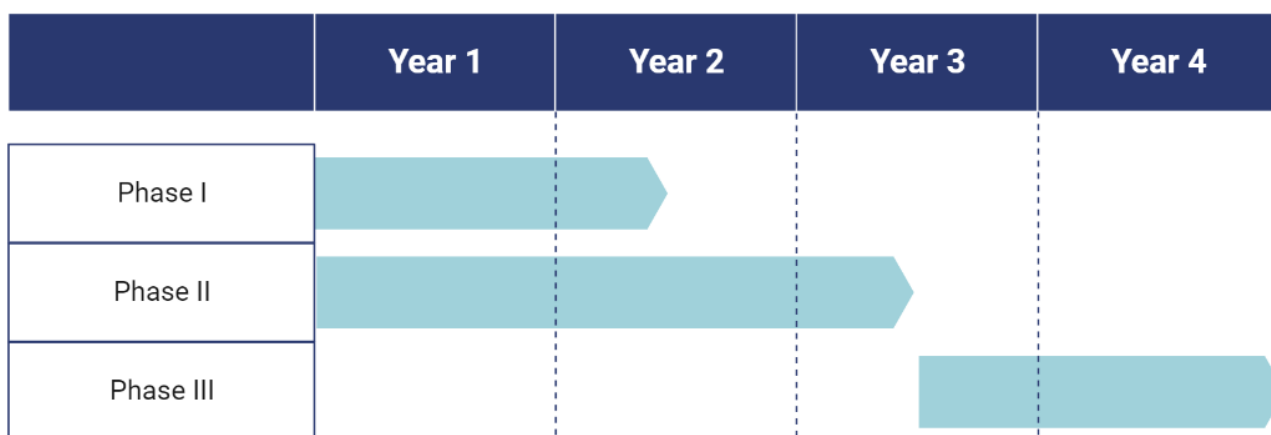 Year 1 Year 2 Year 3 Year 4
Phase I
Phase II
Phase III